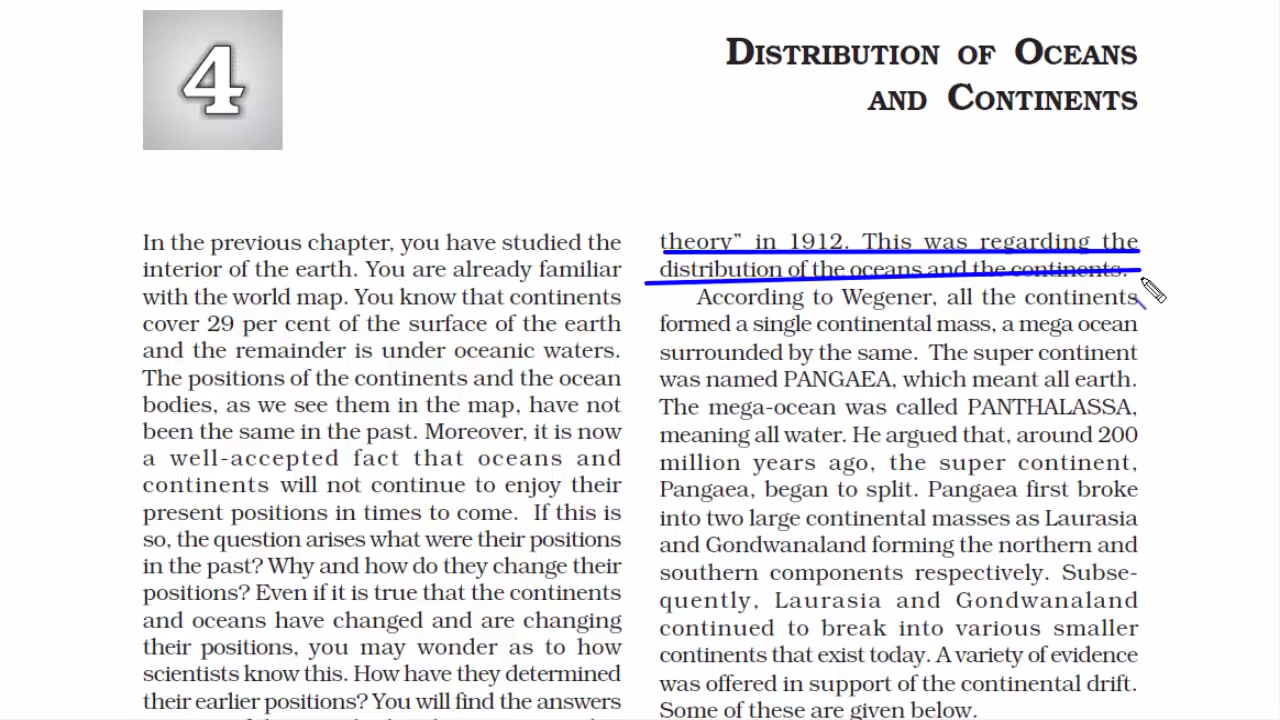 4
DISTRIBUTION OF OCEANS
AND CONTINENTS
In the previous chapter, you have studied the
interior of the earth. You are already familiar
with the world map. You know that continents
cover 29 per cent of the surface of the earth
and the remainder is under oceanic waters.
The positions of the continents and the ocean
bodies, as we see them in the map, have not
been the same in the past. Moreover, it is now
a well-accepted fact that oceans and
continents will not continue to enjoy their
present positions in times to come. If this is
so, the question arises what were their positions
in the past? Why and how do they change their
positions? Even if it is true that the continents
and oceans have changed and are changing
their positions, you may wonder as to how
scientists know this. How have they determined
their earlier positions? You will find the answers
theory” in 1912. This was regarding the
distribution of the oceans and the continents.
According to Wegener, all the continents
formed a single continental mass, a mega ocean
surrounded by the same. The super continent
was named PANGAEA, which meant all earth.
The mega-ocean was called PANTHALASSA,
meaning all water. He argued that, around 200
million years ago, the super continent,
Pangaea, began to split. Pangaea first broke
into two large continental masses as Laurasia
and Gondwanaland forming the northern and
southern components respectively. Subse-
quently, Laurasia and Gondwanaland
continued to break into various smaller
continents that exist today. A variety of evidence
was offered in support of the continental drift.
Some of these are given below.